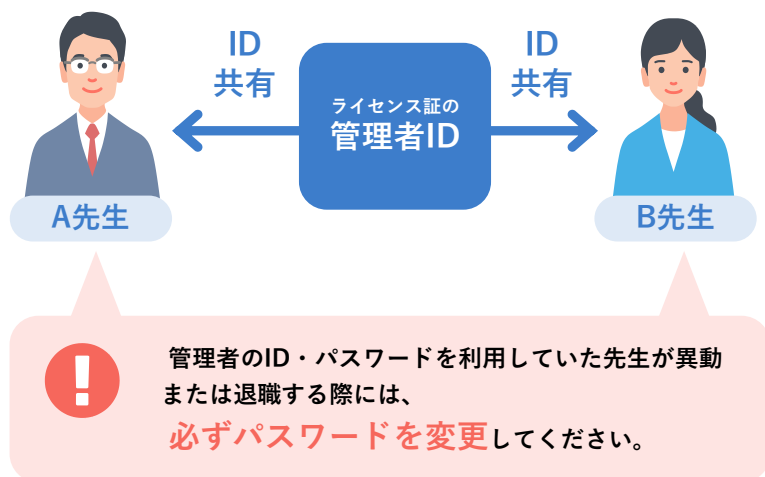 ID
共有
ID
共有
ライセンス証の
管理者ID
A先生
B先生
管理者のID・パスワードを利用していた先生が異動
または退職する際には、
必ずパスワードを変更してください。